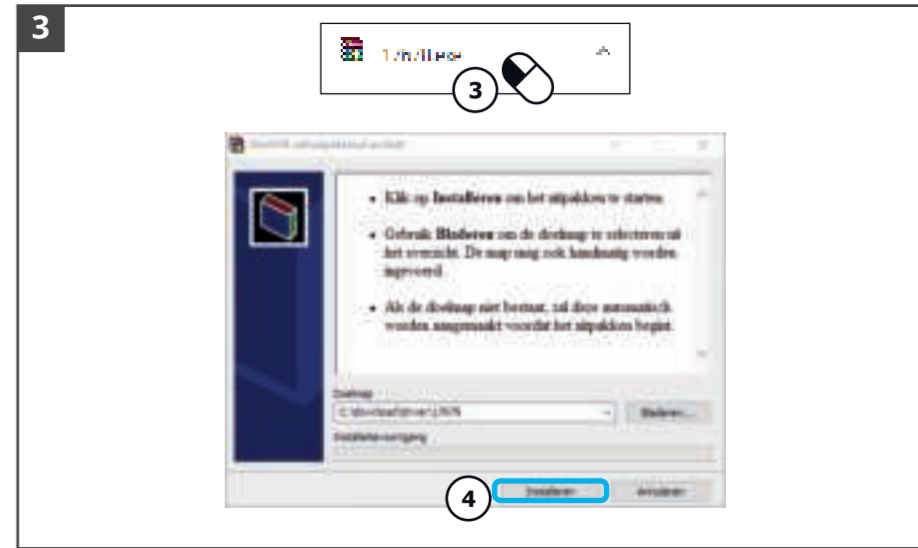 3
3
• Klik op Installeren om het uitpakken te starten.
• Gebruik Bladeren om de doelmap te selecteren uit
het overzicht. De map mag ook handmatig worden
ingevoerd.
• Als de doelmap niet bestaat, zal deze automatisch
worden aangemaakt voordat het uitpakken begint.
Doelmap
Bladeren...
Installatievoortgang
4
Installeren
Annuleren